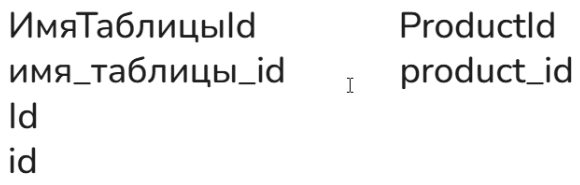 ИмяТаблицыId ProductId
имя_таблицы_id product_id
Id
id